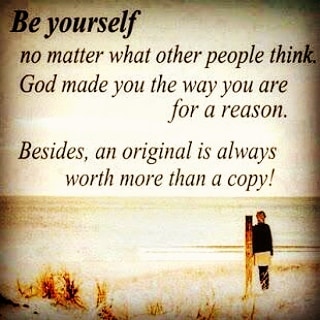 Be yourself
no matter what other people think.
God made you the way you are
for a reason.
Besides, an original is always
worth more than a copy!